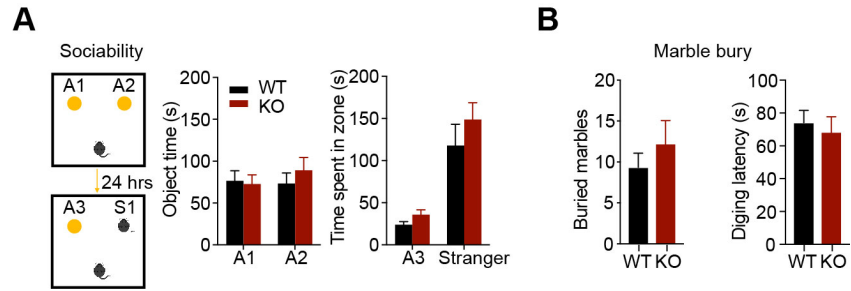 A
Sociability
A1 A2
24 hrs
A3 S1
Object time (s)
200
150
100
50
0
WT
KO
A1 A2
Time spent in zone (s)
200
150
100
50
0
A3 Stranger
B
Marble bury
Buried marbles
20
15
10
5
0
WT KO
Diging latency (s)
100
80
60
40
20
0
WT KO